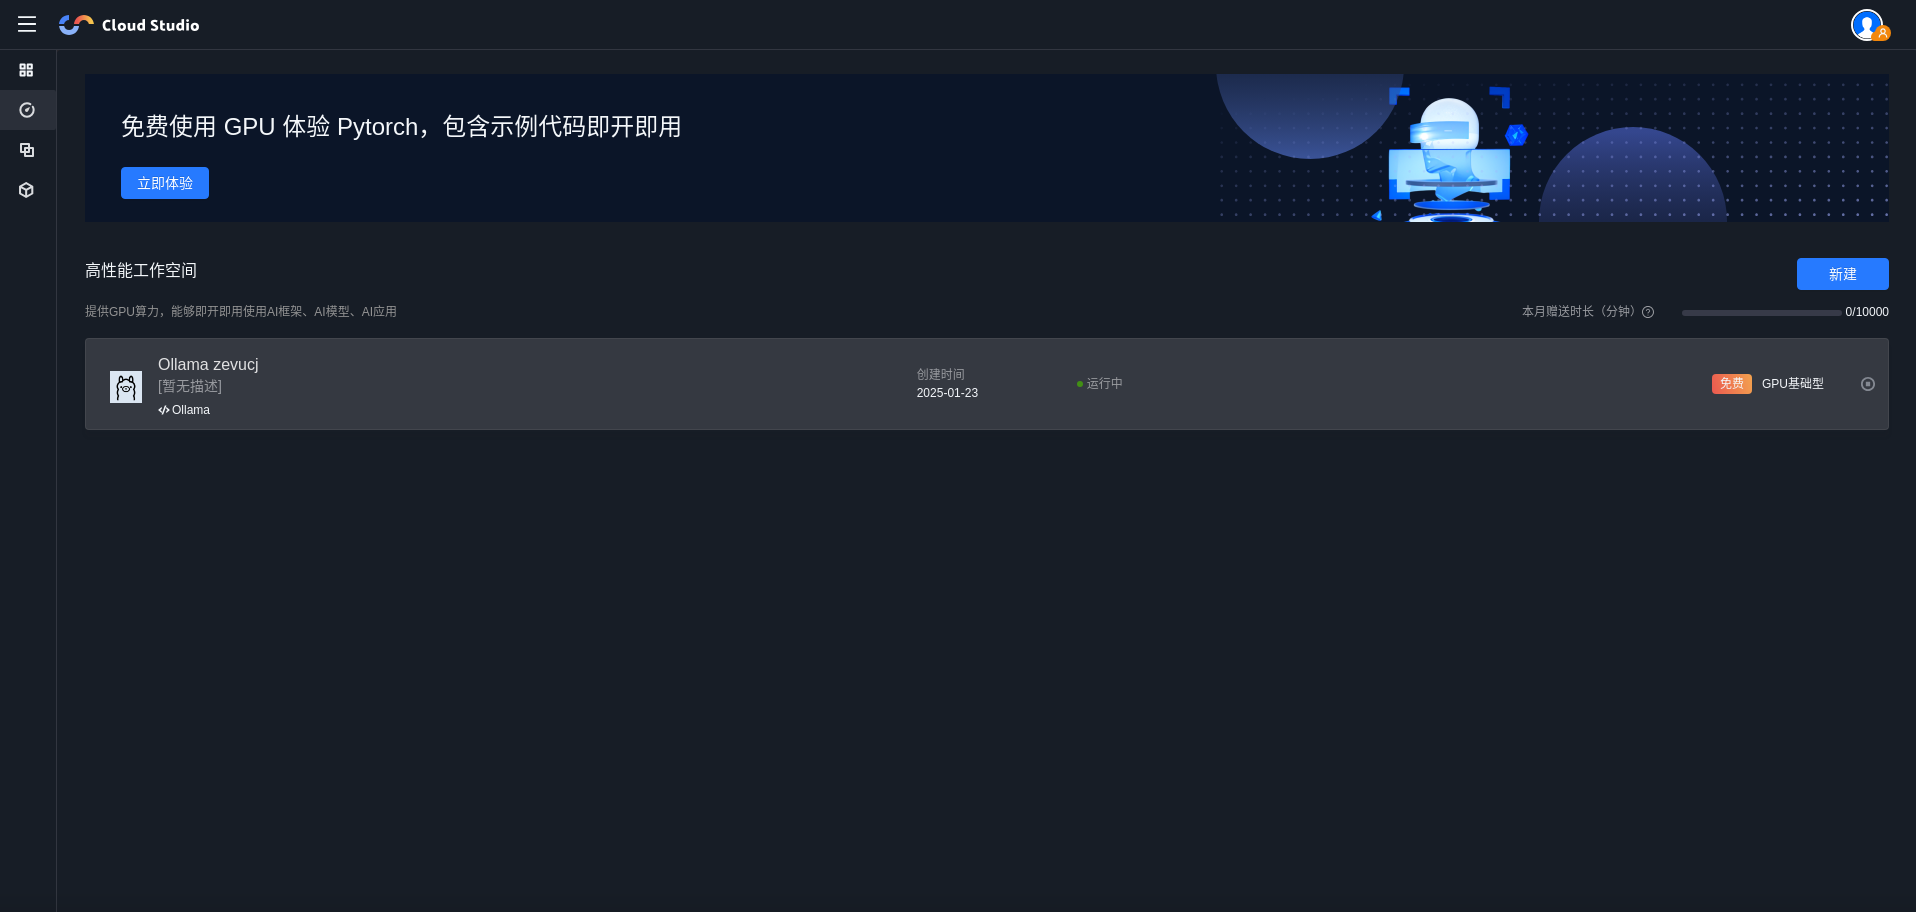 Cloud Studio
免费使用 GPU 体验 Pytorch，包含示例代码即开即用
立即体验
高性能工作空间
新建
提供GPU算力，能够即开即用使用AI框架、AI模型、AI应用
本月赠送时长（分钟） 0/10000
Ollama zevucj
[暂无描述]
Ollama
创建时间
2025-01-23
运行中
免费 GPU基础型